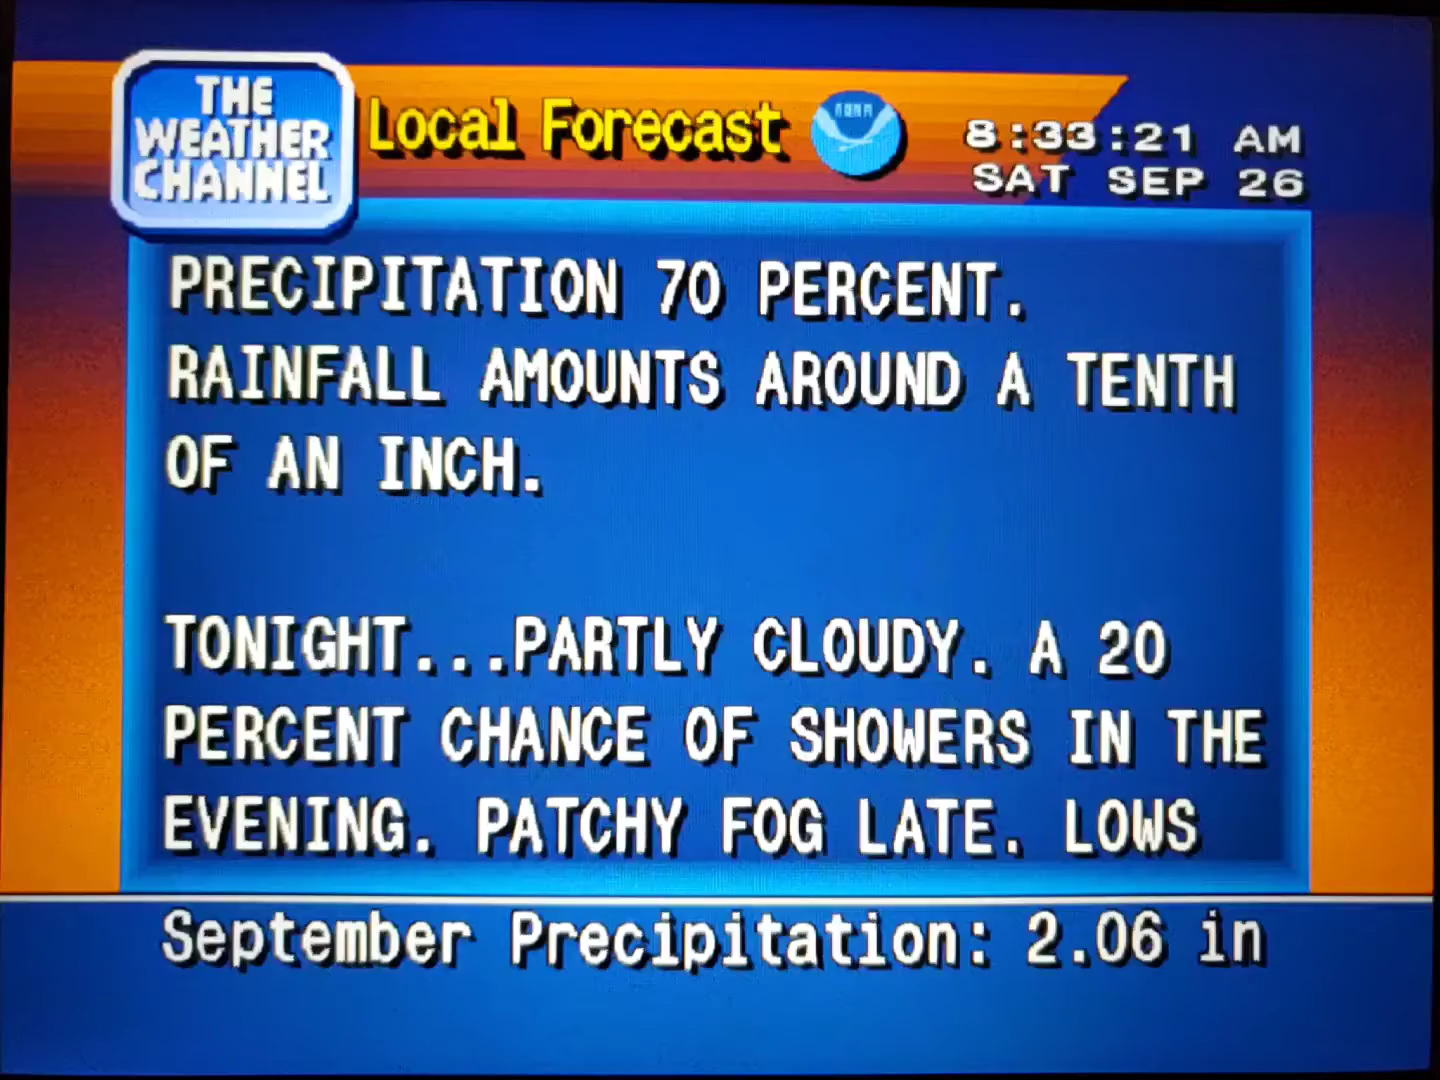 THE
WEATHER
CHANNEL
Local Forecast
NOAA
8:33:21 AM
SAT SEP 26
PRECIPITATION 70 PERCENT.
RAINFALL AMOUNTS AROUND A TENTH
OF AN INCH.
TONIGHT...PARTLY CLOUDY. A 20
PERCENT CHANCE OF SHOWERS IN THE
EVENING. PATCHY FOG LATE. LOWS
September Precipitation: 2.06 in